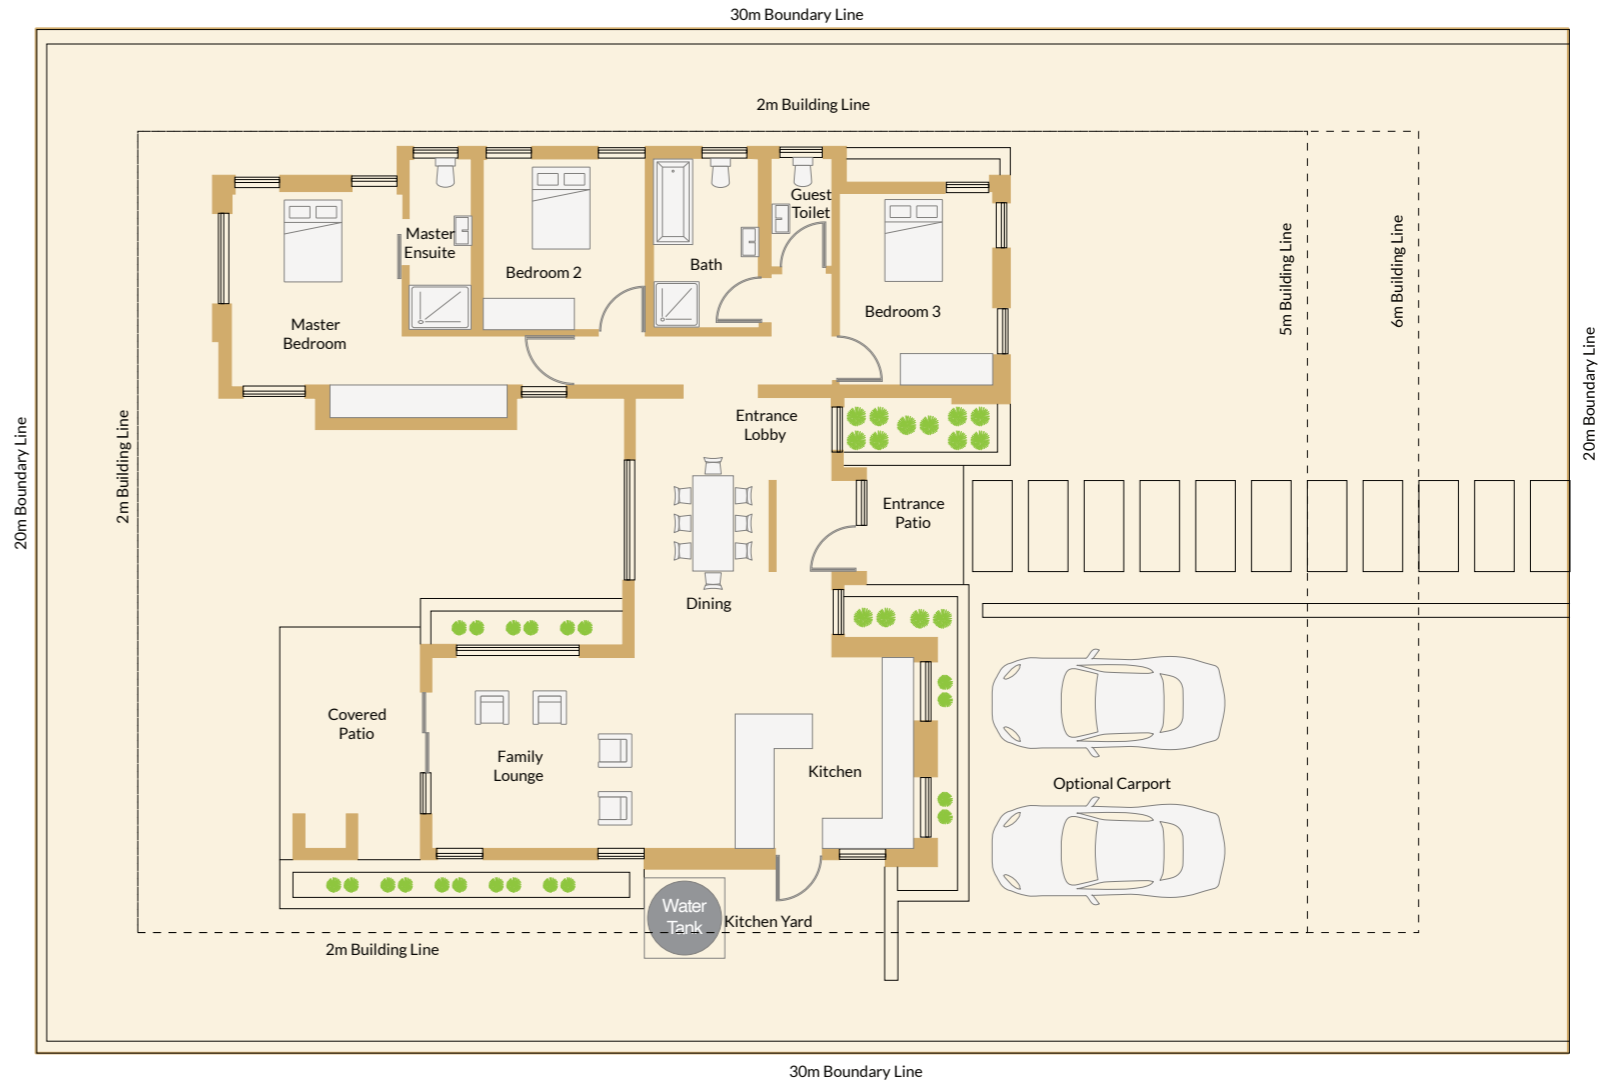 30m Boundary Line
2m Building Line
Guest
Toilet
Master
Ensuite
Bedroom 2
Bath
Bedroom 3
Master
Bedroom
5m Building Line
6m Building Line
20m Boundary Line
20m Boundary Line
2m Building Line
Entrance
Lobby
Entrance
Patio
Dining
Covered
Patio
Family
Lounge
Kitchen
Optional Carport
Water
Tank
Kitchen Yard
2m Building Line
30m Boundary Line